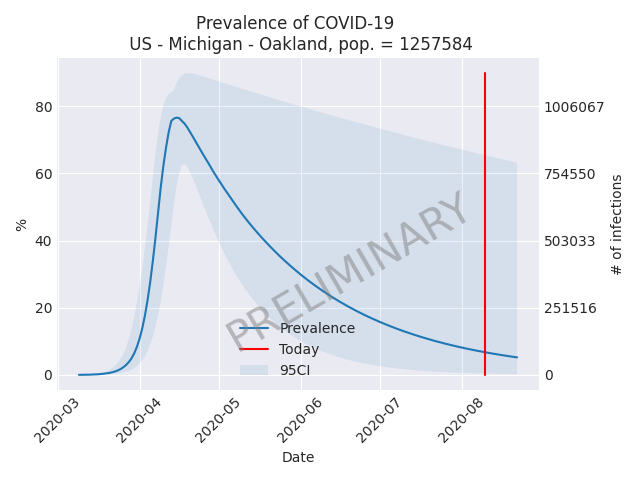 Prevalence of COVID-19
US - Michigan - Oakland, pop. = 1257584
%
80
60
40
20
0
1006067
754550
503033
251516
0
# of infections
PRELIMINARY
Prevalence
Today
95CI
2020-03
2020-04
2020-05
2020-06
2020-07
2020-08
Date